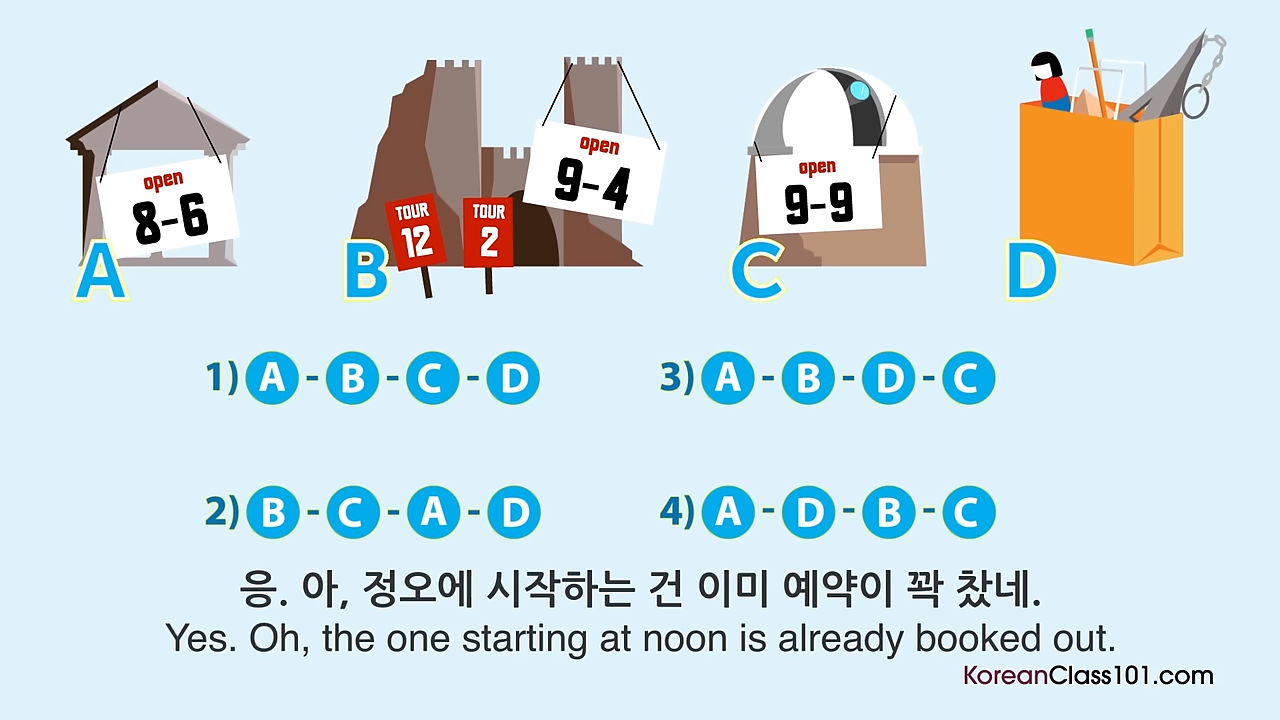 open
8-6
A
open
9-4
TOUR
12
TOUR
2
B
open
9-9
C
D
1) A - B - C - D
3) A - B - D - C
2) B - C - A - D
4) A - D - B - C
응. 아, 정오에 시작하는 건 이미 예약이 꽉 찼네.
Yes. Oh, the one starting at noon is already booked out.
KoreanClass101.com